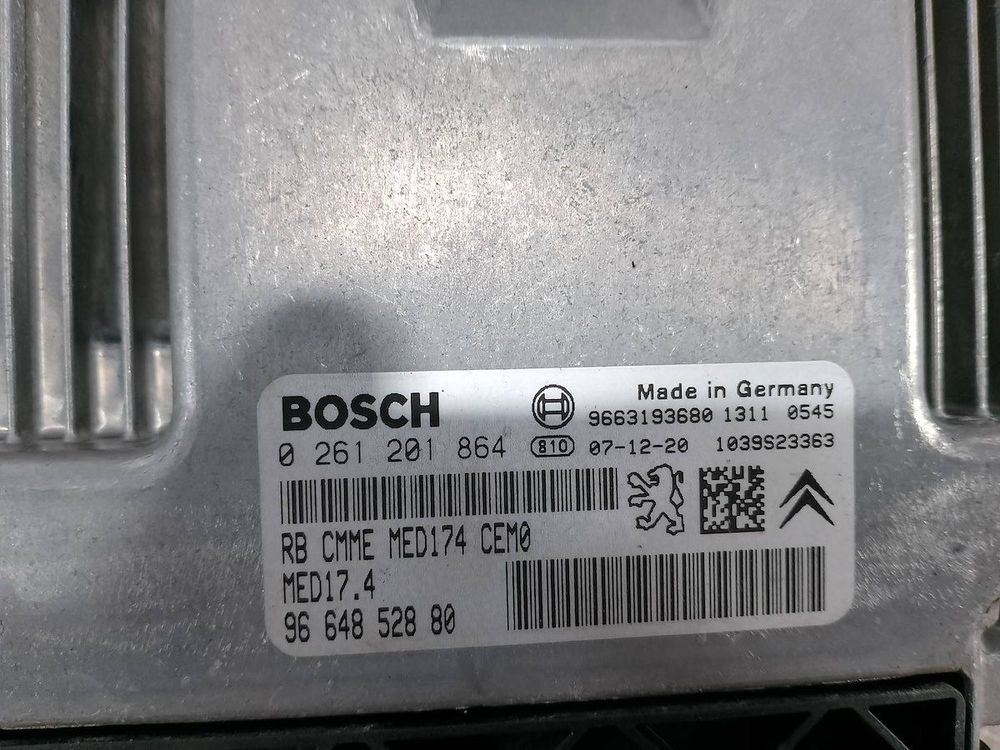 BOSCH
Made in Germany
9663193680 1311 0545
0 261 201 864 810 07-12-20 1039S23363
RB CMME MED174 CEM0
MED17.4
96 648 528 80